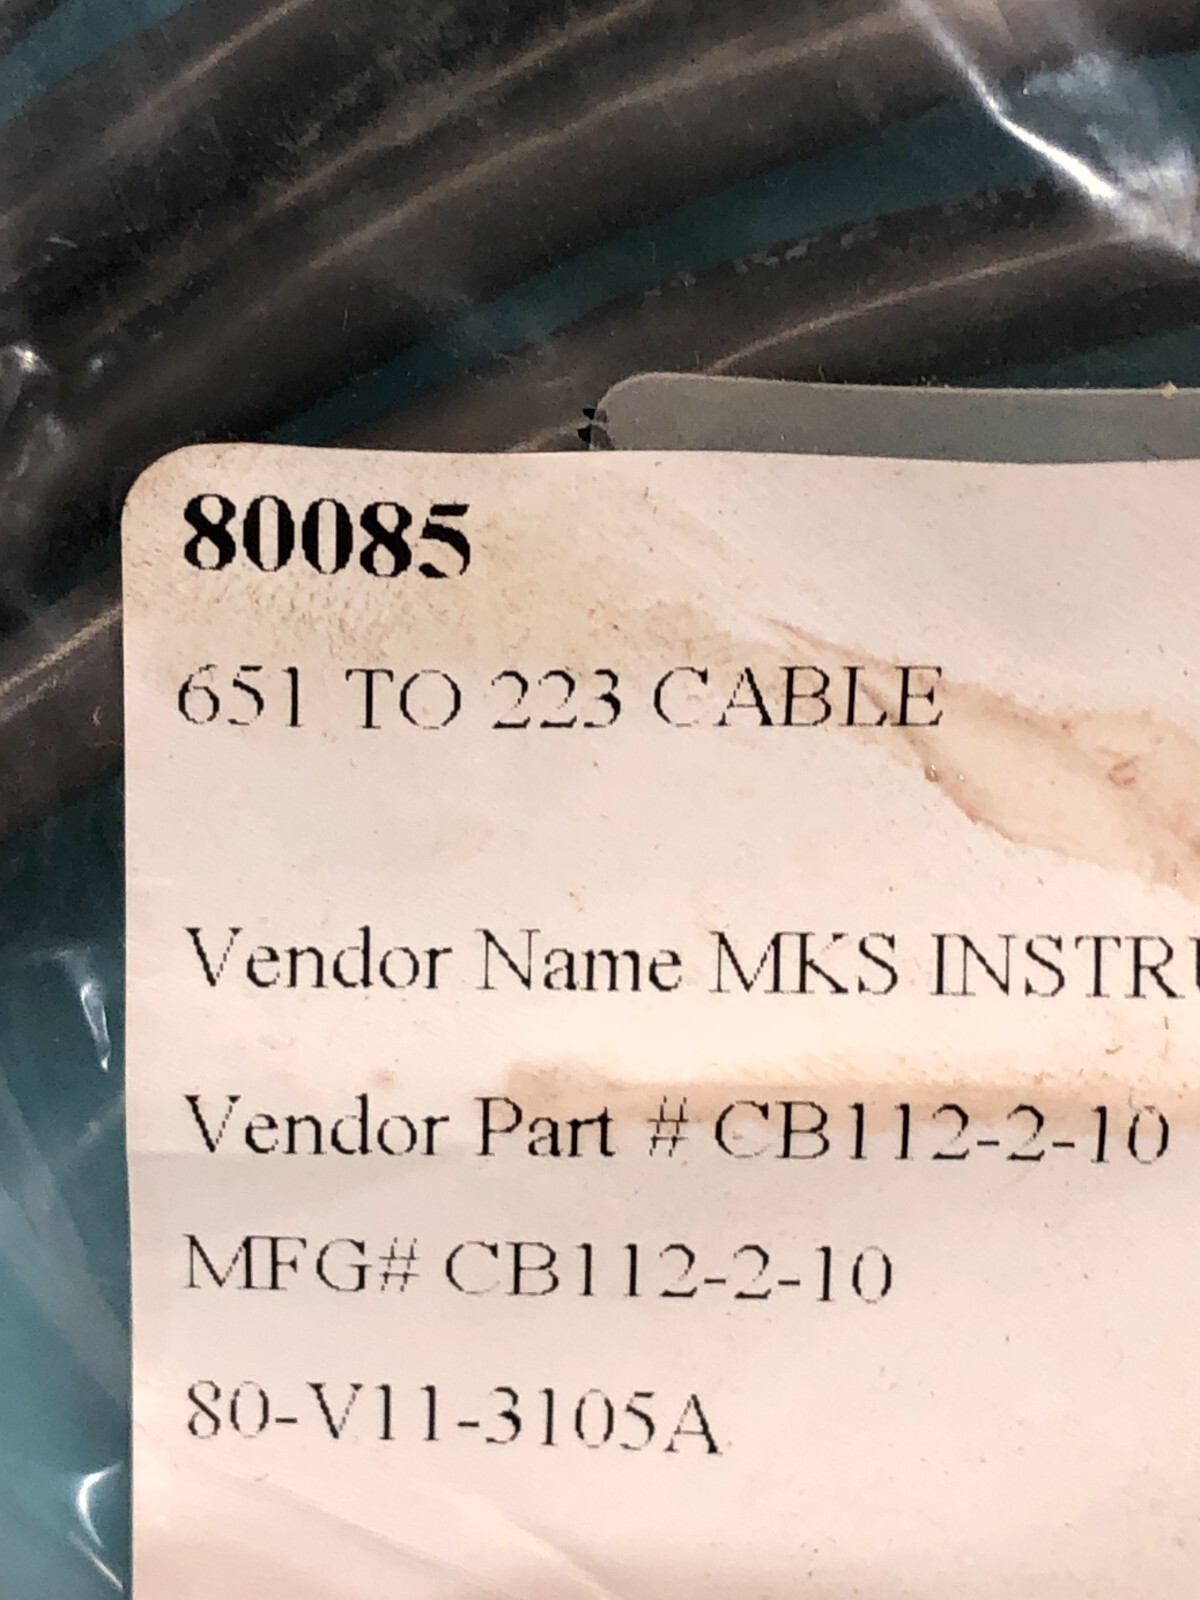 80085
651 TO 223 CABLE
Vendor Name MKS INSTRU
Vendor Part # CB112-2-10
MFG# CB112-2-10
80-V11-3105A